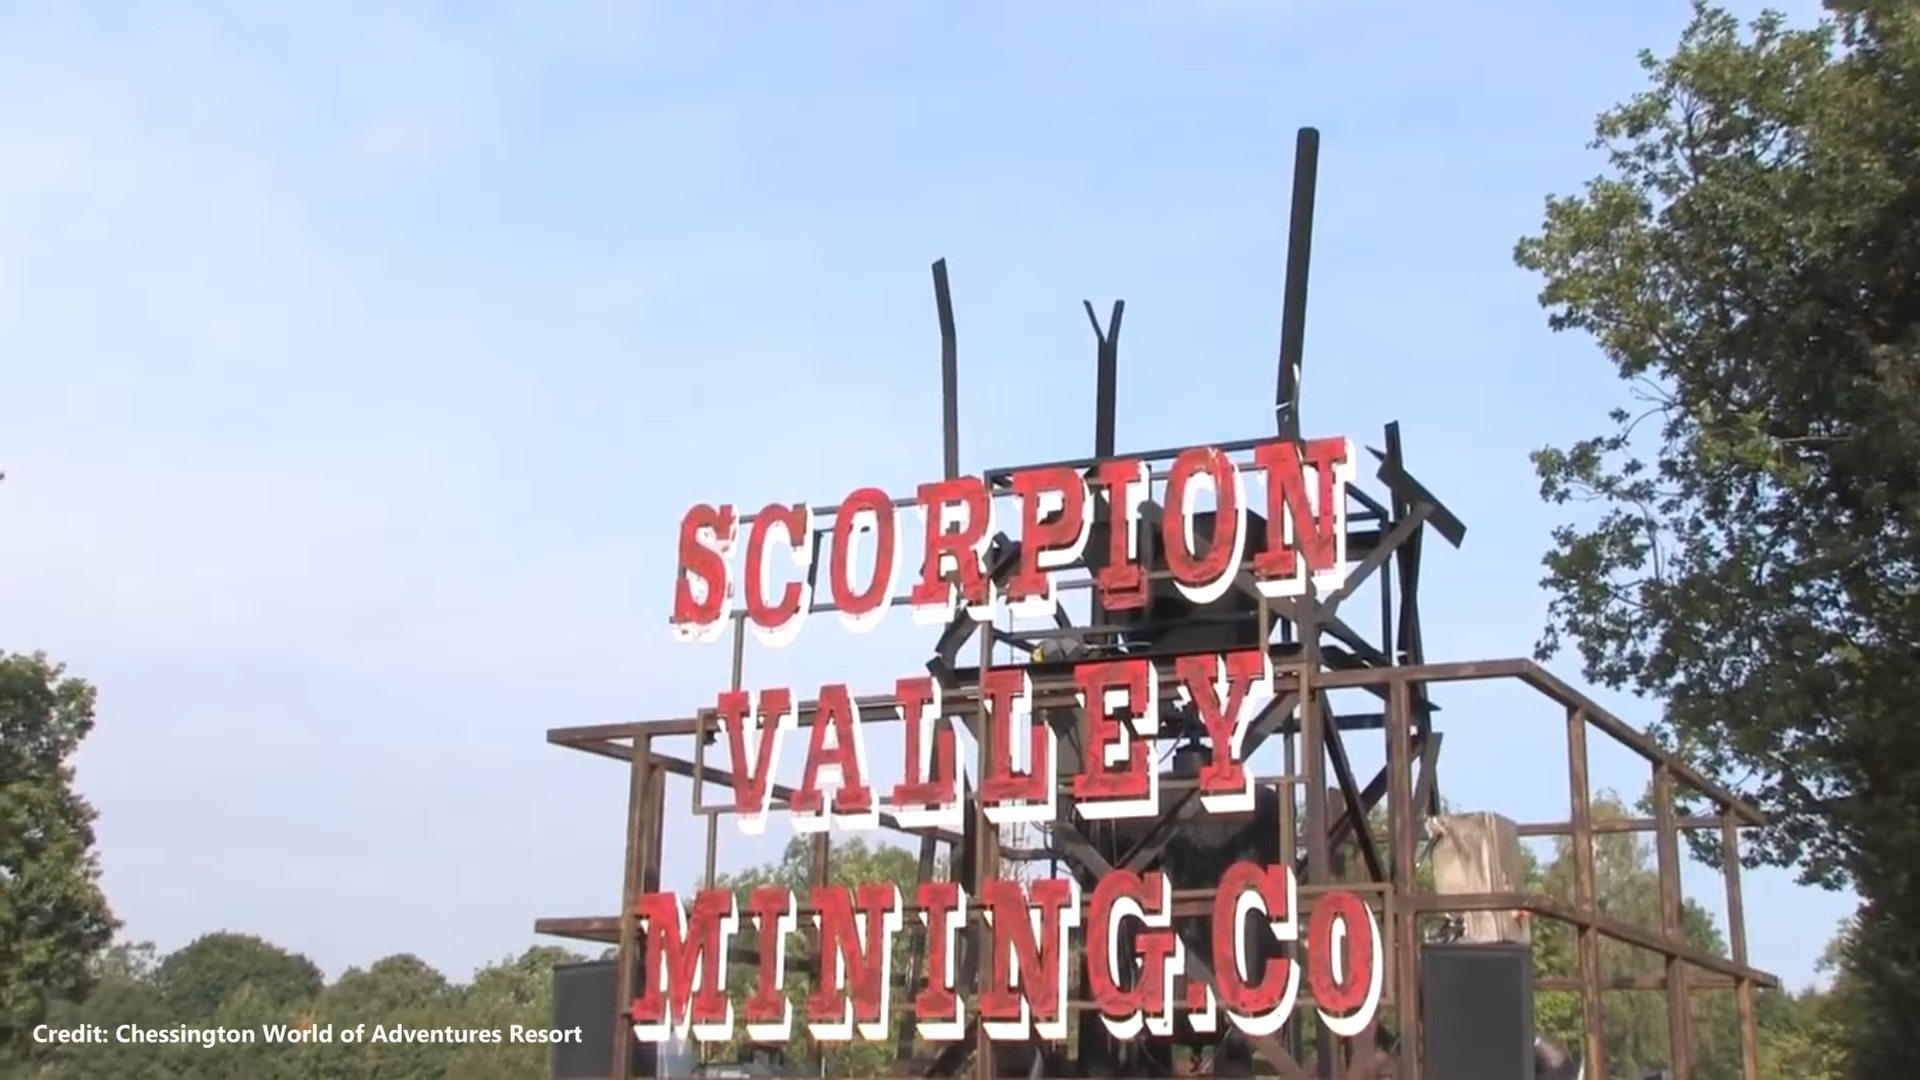 SCORPION
VALLEY
MINING.Co
Credit: Chessington World of Adventures Resort